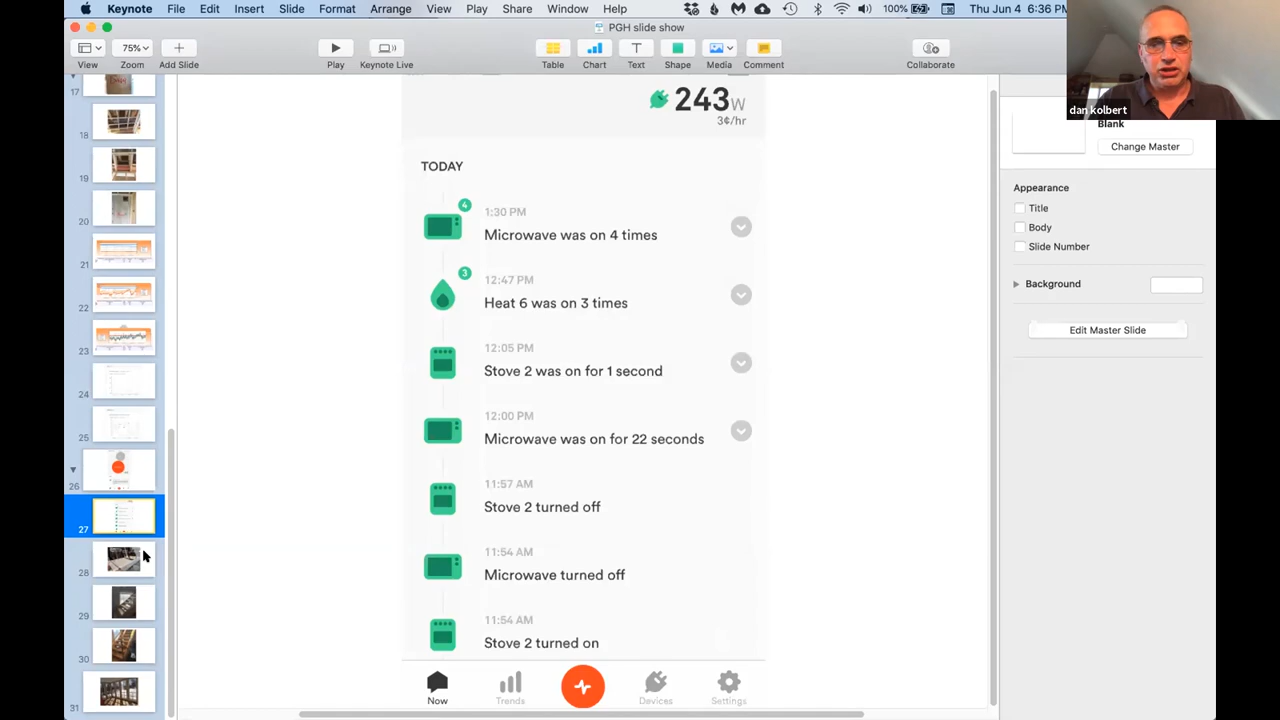 Keynote File Edit Insert Slide Format Arrange View Play Share Window Help 100% Thu Jun 4 6:36 PM
PGH slide show
75%
View Zoom Add Slide Play Keynote Live Table Chart Text Shape Media Comment Collaborate
dan kolbert
17
18
19
20
21
22
23
24
25
26
27
28
29
30
31
243W
3¢/hr
TODAY
4
1:30 PM
Microwave was on 4 times
3
12:47 PM
Heat 6 was on 3 times
12:05 PM
Stove 2 was on for 1 second
12:00 PM
Microwave was on for 22 seconds
11:57 AM
Stove 2 turned off
11:54 AM
Microwave turned off
11:54 AM
Stove 2 turned on
Now Trends Devices Settings
Blank
Change Master
Appearance
Title
Body
Slide Number
Background
Edit Master Slide